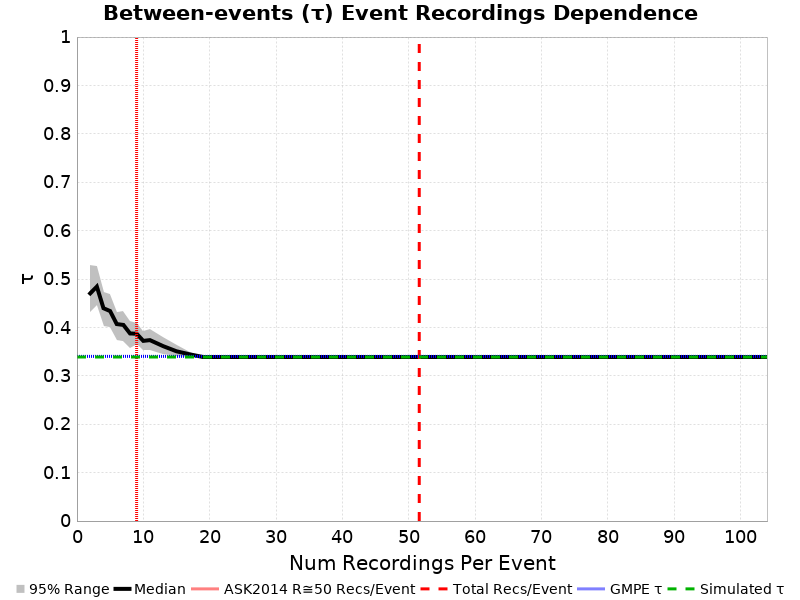 Between-events (τ) Event Recordings Dependence
1
0.9
0.8
0.7
0.6
0.5
0.4
0.3
0.2
0.1
0
τ
0 10 20 30 40 50 60 70 80 90 100
Num Recordings Per Event
95% Range Median ASK2014 R≅50 Recs/Event Total Recs/Event GMPE τ Simulated τ